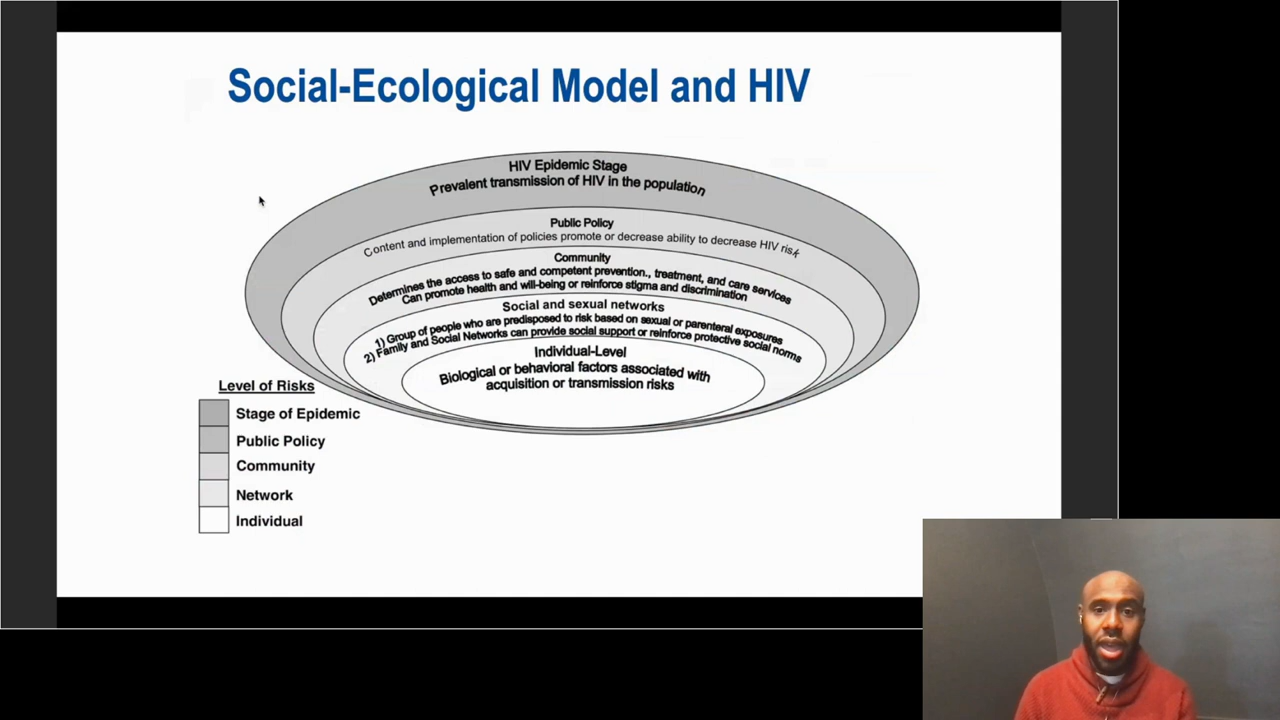 Social-Ecological Model and HIV
HIV Epidemic Stage
Prevalent transmission of HIV in the population
Public Policy
Content and implementation of policies promote or decrease ability to decrease HIV risk
Community
Determines the access to safe and competent prevention., treatment, and care services
Can promote health and will-being or reinforce stigma and discrimination
Social and sexual networks
1) Group of people who are predisposed to risk based on sexual or parenteral exposures
2) Family and Social Networks can provide social support or reinforce protective social norms
Individual-Level
Biological or behavioral factors associated with
acquisition or transmission risks
Level of Risks
Stage of Epidemic
Public Policy
Community
Network
Individual